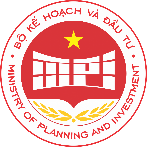 BỘ KẾ HOẠCH VÀ ĐẦU TƯ
MPI
MINISTRY OF PLANNING AND INVESTMENT